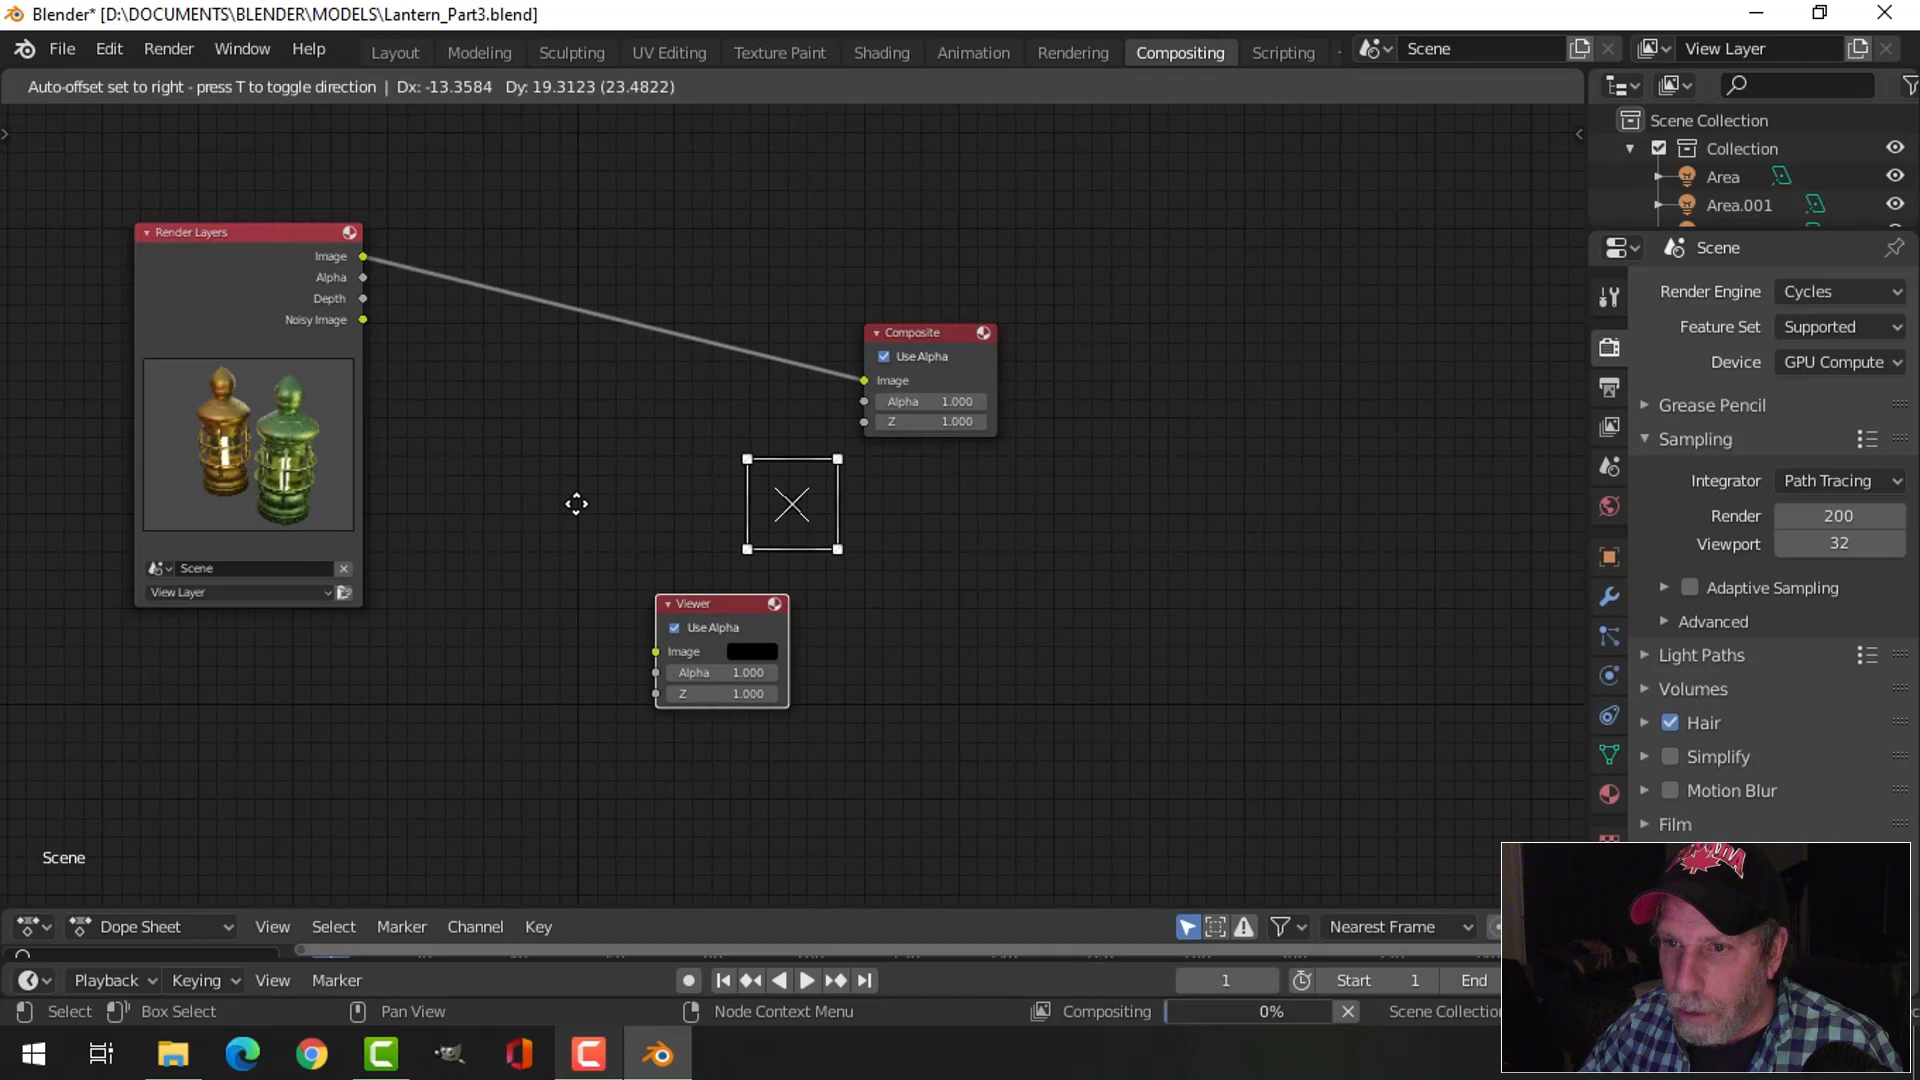 Blender* [D:\DOCUMENTS\BLENDER\MODELS\Lantern_Part3.blend]
File Edit Render Window Help Layout Modeling Sculpting UV Editing Texture Paint Shading Animation Rendering Compositing Scripting Scene View Layer
Auto-offset set to right - press T to toggle direction | Dx: -13.3584 Dy: 19.3123 (23.4822)
Scene Collection
Collection
Area
Area.001
Render Layers
Image
Alpha
Depth
Noisy Image
Scene
View Layer
Composite
Use Alpha
Image
Alpha 1.000
Z 1.000
Viewer
Use Alpha
Image
Alpha 1.000
Z 1.000
Scene
Scene
Render Engine Cycles
Feature Set Supported
Device GPU Compute
Grease Pencil
Sampling
Integrator Path Tracing
Render 200
Viewport 32
Adaptive Sampling
Advanced
Light Paths
Volumes
Hair
Simplify
Motion Blur
Film
Dope Sheet View Select Marker Channel Key Nearest Frame
Playback Keying View Marker 1 Start 1 End
Select Box Select Pan View Node Context Menu Compositing 0% Scene Collectio